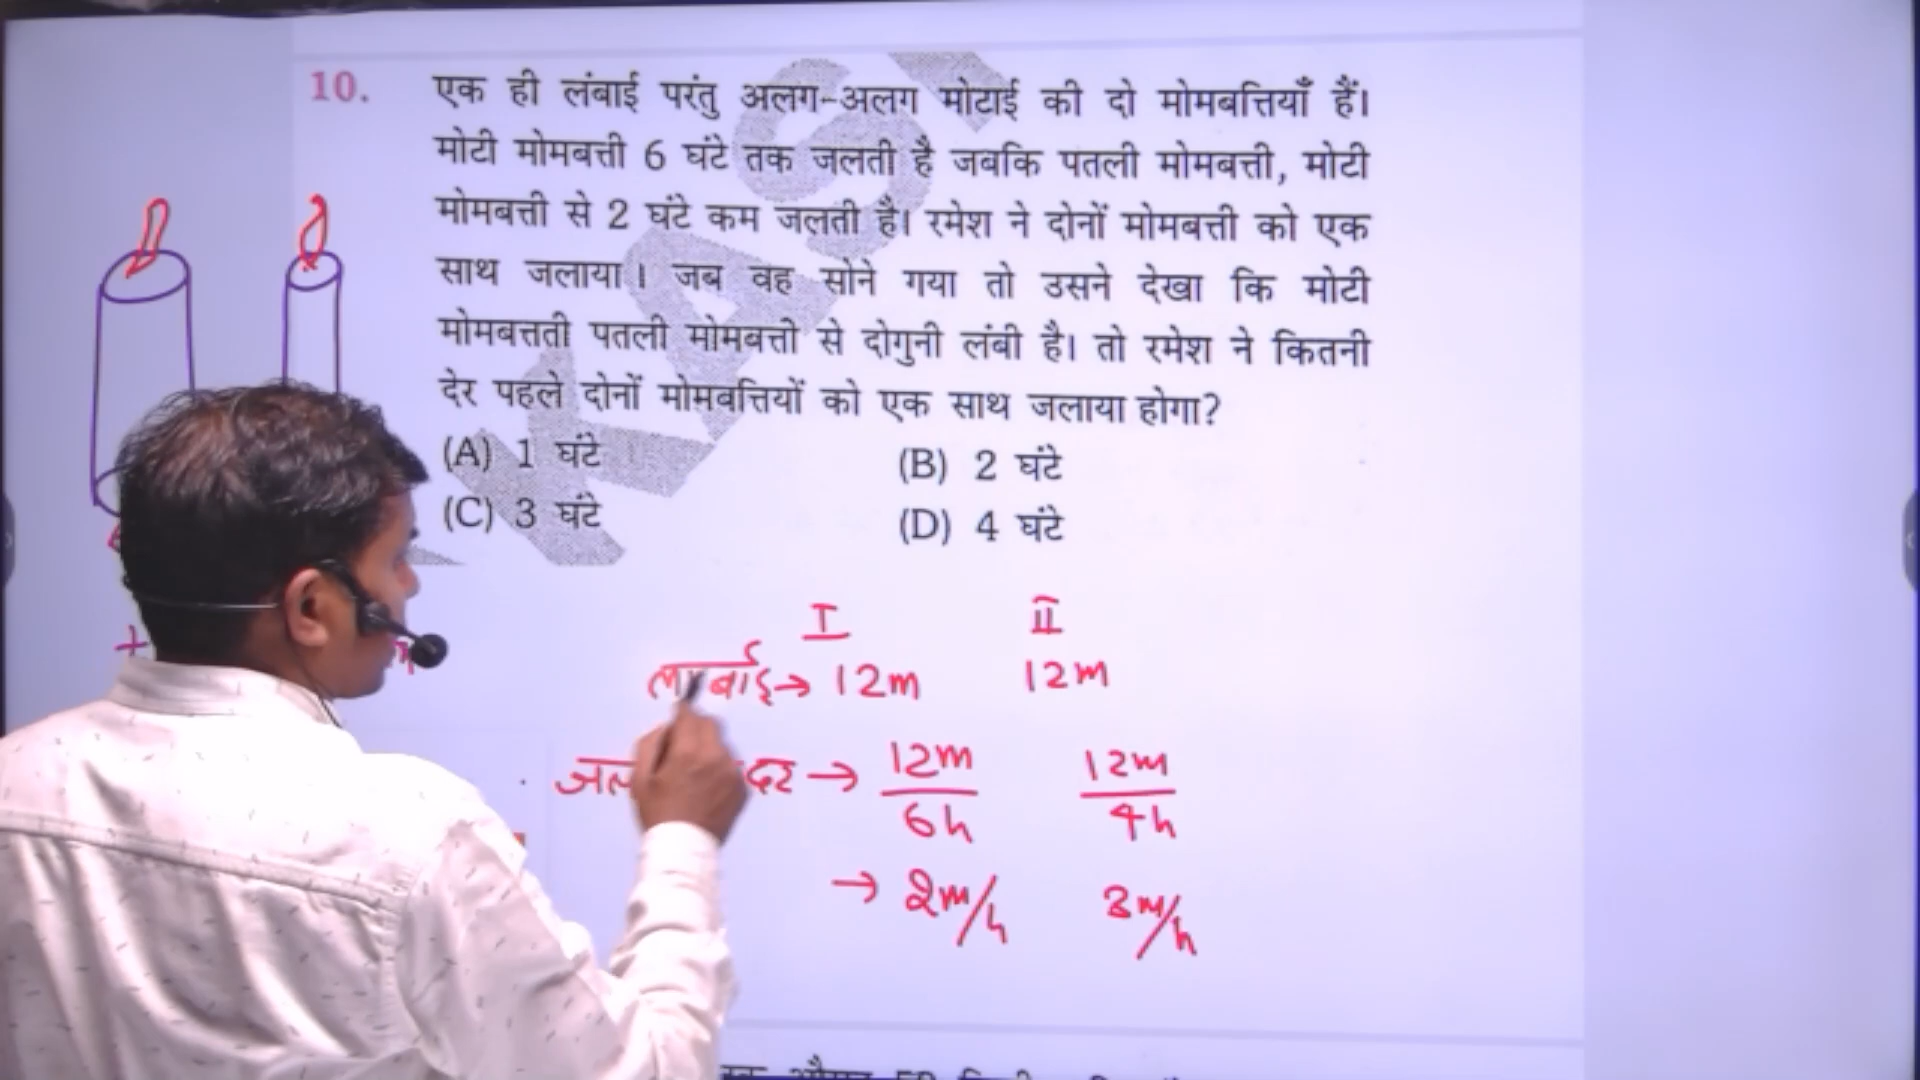 10. एक ही लंबाई परंतु अलग-अलग मोटाई की दो मोमबत्तियाँ हैं।
मोटी मोमबत्ती 6 घंटे तक जलती है जबकि पतली मोमबत्ती, मोटी
मोमबत्ती से 2 घंटे कम जलती है। रमेश ने दोनों मोमबत्ती को एक
साथ जलाया। जब वह सोने गया तो उसने देखा कि मोटी
मोमबत्तती पतली मोमबत्तो से दोगुनी लंबी है। तो रमेश ने कितनी
देर पहले दोनों मोमबत्तियों को एक साथ जलाया होगा?
(A) 1 घंटे (B) 2 घंटे
(C) 3 घंटे (D) 4 घंटे
I II
→ 12m 12m
दर → 12m/6h 12m/4h
→ 2m/h 3m/h